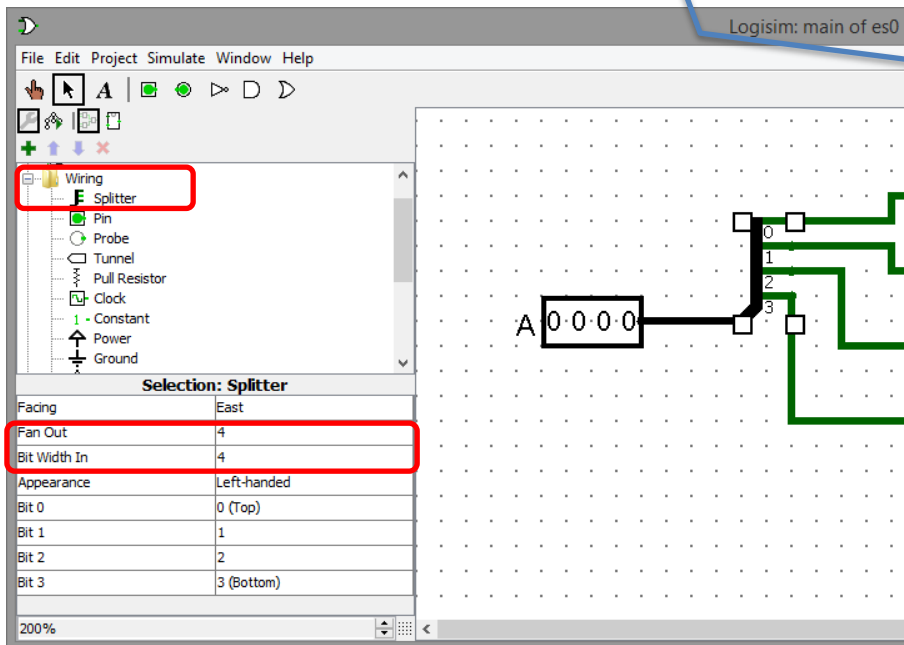 Logisim: main of es0
File Edit Project Simulate Window Help
A
Wiring
Splitter
Pin
Probe
Tunnel
Pull Resistor
Clock
1 - Constant
Power
Ground
Selection: Splitter
Facing East
Fan Out 4
Bit Width In 4
Appearance Left-handed
Bit 0 0 (Top)
Bit 1 1
Bit 2 2
Bit 3 3 (Bottom)
200%
0
1
2
3
A 0 0 0 0